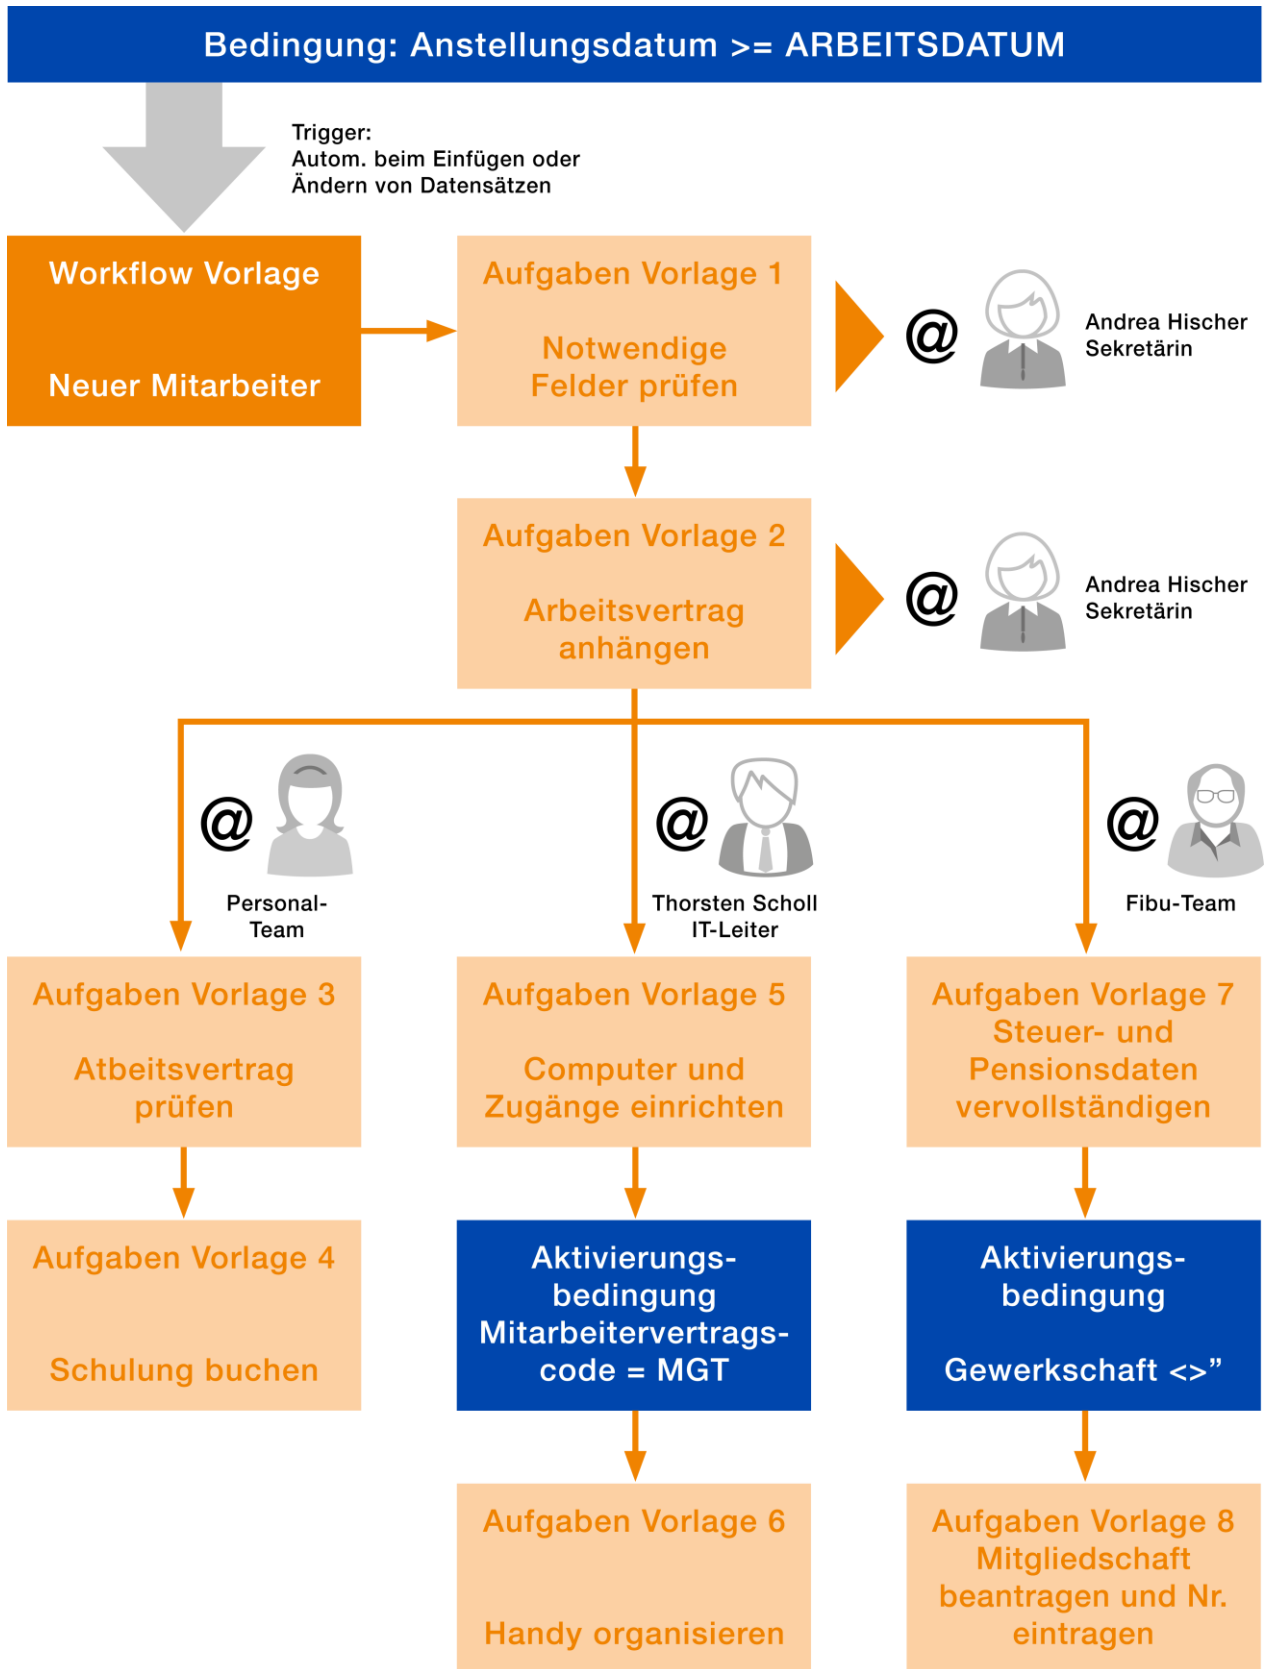 Bedingung: Anstellungsdatum >= ARBEITSDATUM
Trigger:
Autom. beim Einfügen oder
Ändern von Datensätzen
Workflow Vorlage
Neuer Mitarbeiter
Aufgaben Vorlage 1
Notwendige
Felder prüfen
@
Andrea Hischer
Sekretärin
Aufgaben Vorlage 2
Arbeitsvertrag
anhängen
@
Andrea Hischer
Sekretärin
@
Personal-
Team
@
Thorsten Scholl
IT-Leiter
@
Fibu-Team
Aufgaben Vorlage 3
Atbeitsvertrag
prüfen
Aufgaben Vorlage 5
Computer und
Zugänge einrichten
Aufgaben Vorlage 7
Steuer- und
Pensionsdaten
vervollständigen
Aufgaben Vorlage 4
Schulung buchen
Aktivierungs-
bedingung
Mitarbeitervertrags-
code = MGT
Aktivierungs-
bedingung
Gewerkschaft <>”
Aufgaben Vorlage 6
Handy organisieren
Aufgaben Vorlage 8
Mitgliedschaft
beantragen und Nr.
eintragen